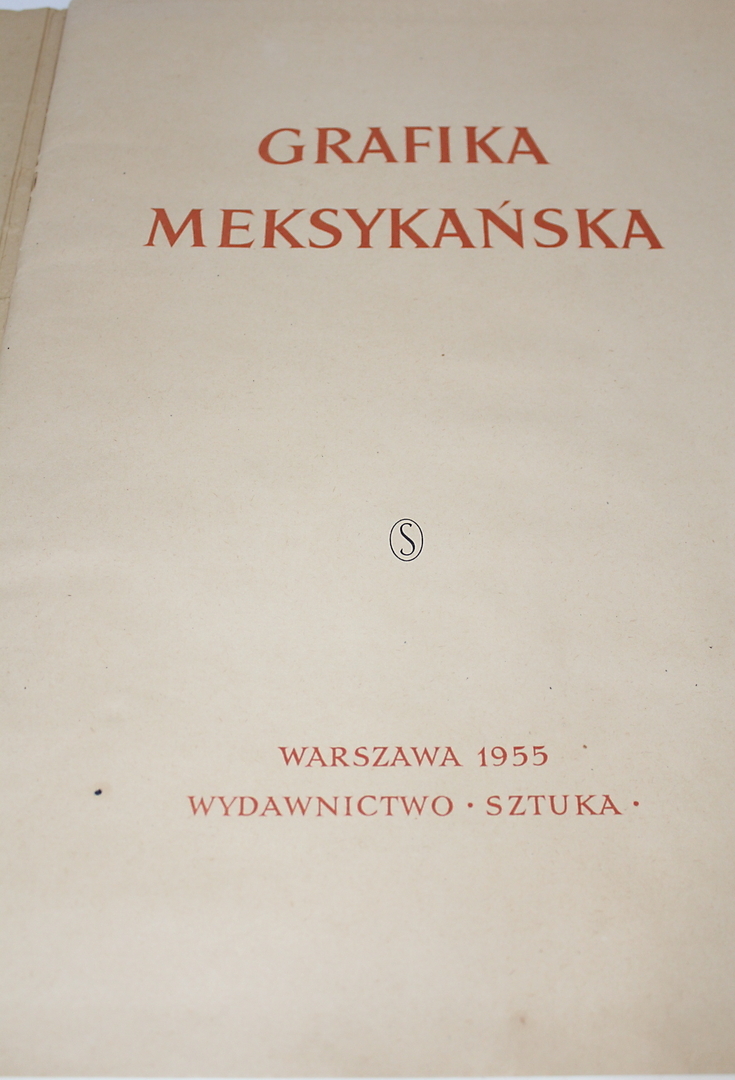 GRAFIKA
MEKSYKAŃSKA
S
WARSZAWA 1955
WYDAWNICTWO · SZTUKA ·